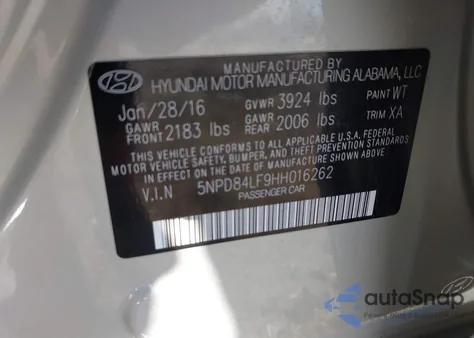 MANUFACTURED BY
HYUNDAI MOTOR MANUFACTURING ALABAMA, LLC
Jan/28/16 GVWR 3924 lbs PAINT WT
GAWR FRONT 2183 lbs GAWR REAR 2006 lbs TRIM XA
THIS VEHICLE CONFORMS TO ALL APPLICABLE FEDERAL
MOTOR VEHICLE SAFETY, BUMPER, AND THEFT PREVENTION
STANDARDS IN EFFECT ON THE DATE OF MANUFACTURE SHOWN ABOVE.
V.I.N 5NPD84LF9HH016262
PASSENGER CAR
autoSnap